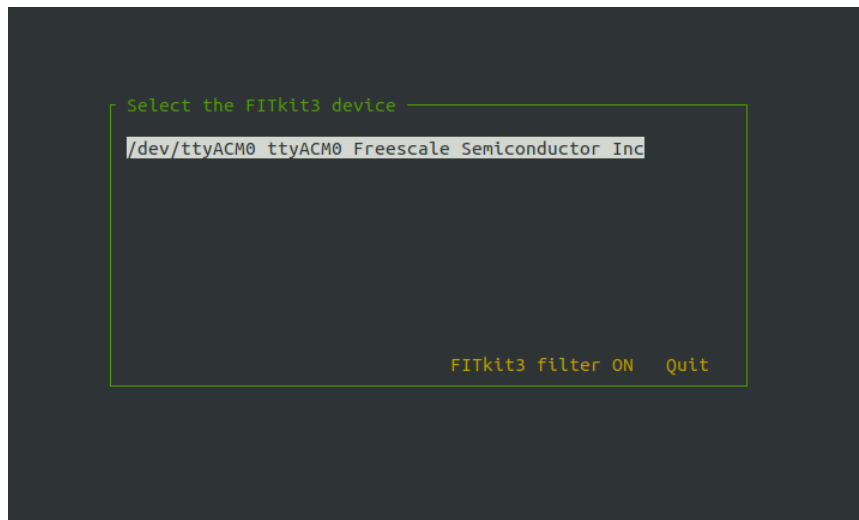 Select the FITkit3 device
/dev/ttyACM0 ttyACM0 Freescale Semiconductor Inc
FITkit3 filter ON Quit